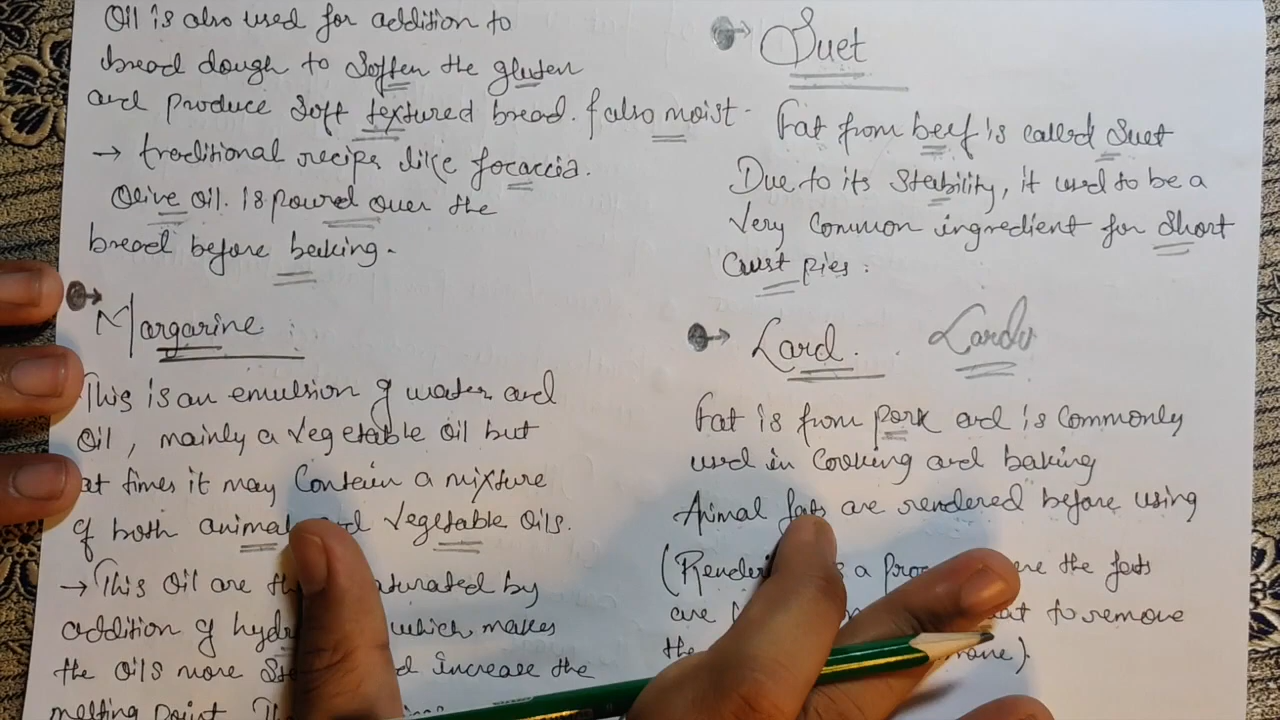 Oil is also used for addition to
bread dough to soften the gluten
and produce soft textured bread. & also moist.
→ traditional recipe like focaccia.
Olive oil. is poured over the
bread before baking.
Margarine
This is an emulsion of water and
Oil, mainly a vegetable oil but
at times it may contain a mixture
of both animal and vegetable oils.
→ This Oil are saturated by
addition of which makes
the oils more increase the
melting point.
Suet
Fat from beef is called Suet
Due to its stability, it used to be a
very common ingredient for short
crust pies.
Lard. Lardo
Fat is from pork and is commonly
used in cooking and baking
Animal fats are rendered before using
( is a the fats
are to remove
the